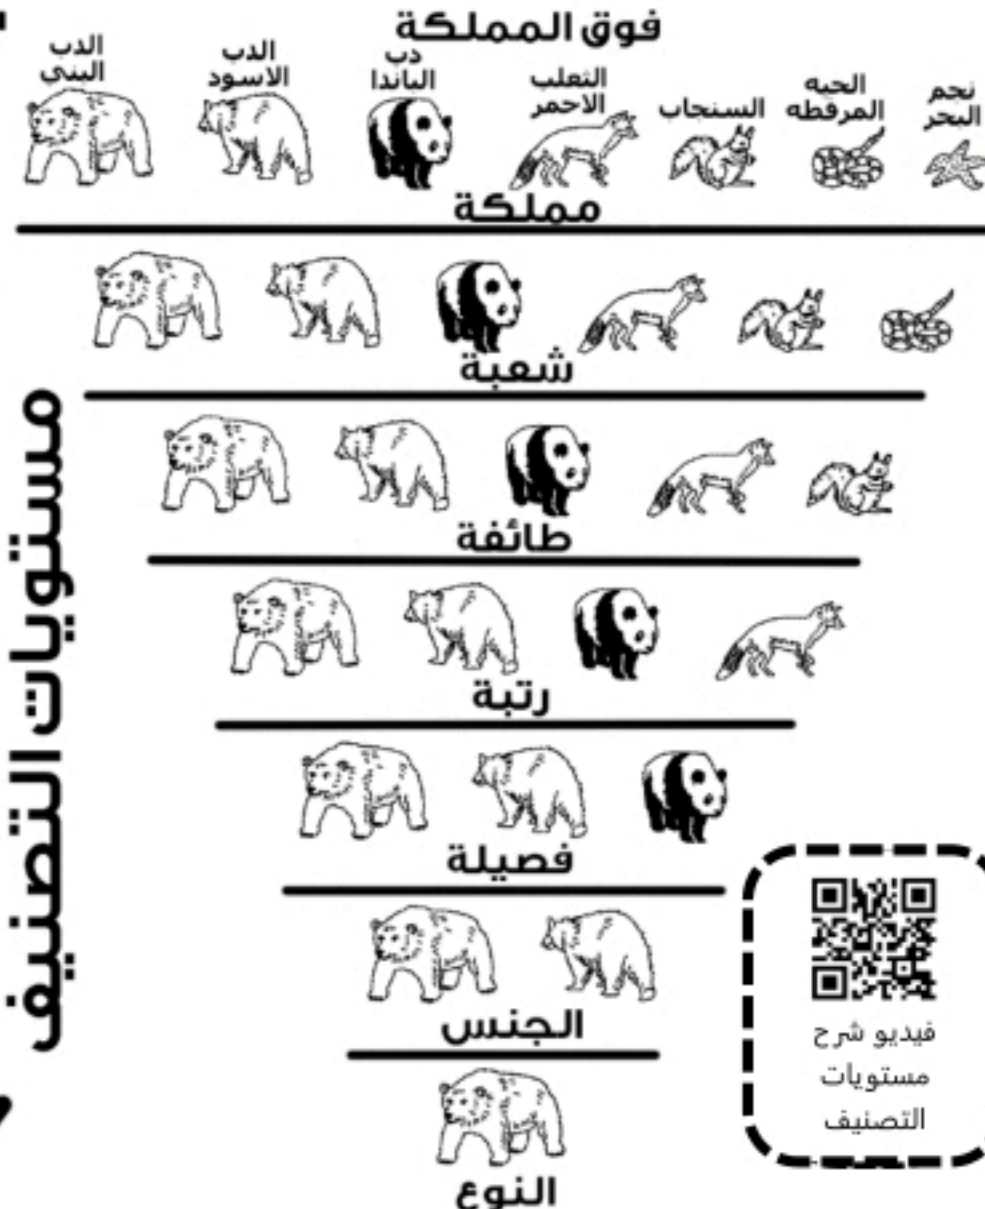 فوق المملكة
الدب
البني
الدب
الاسود
دب
الباندا
الثعلب
الاحمر
السنجاب
الحيه
المرقطه
نجم
البحر
مملكة
شعبة
طائفة
رتبة
فصيلة
الجنس
النوع
مستويات التصنيف
فيديو شرح
مستويات
التصنيف